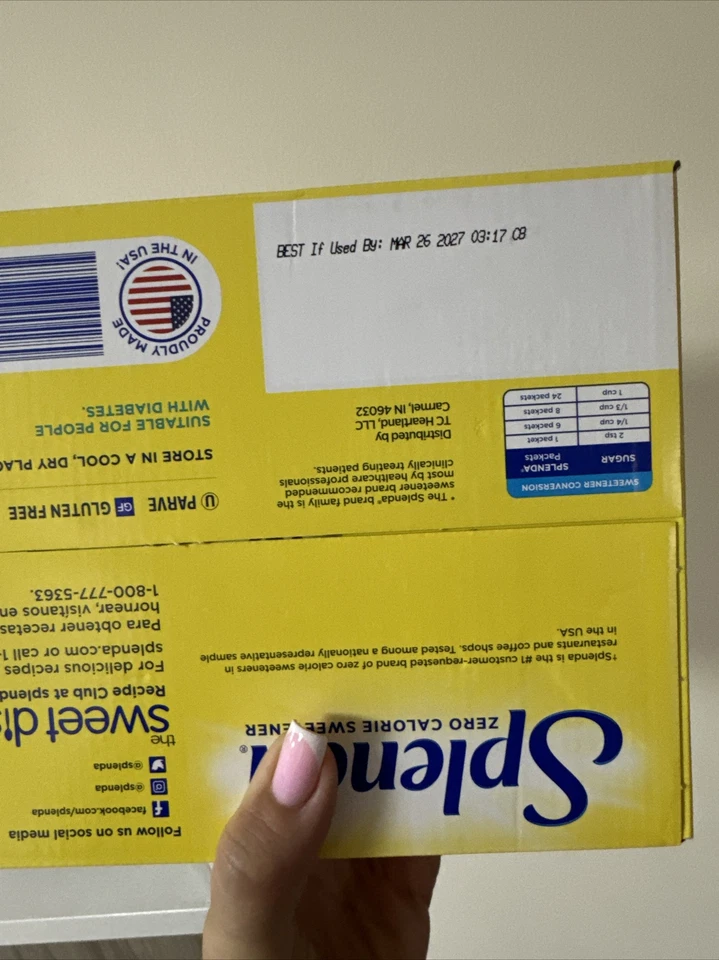 BEST If Used By: MAR 26 2027 03:17 CB
Splen
®
ZERO CALORIE SWEETENER
†Splenda is the #1 customer-requested brand of zero calorie sweeteners in
restaurants and coffee shops. Tested among a nationally representative sample
in the USA.
Follow us on social media
facebook.com/splenda
@splenda
@splenda
the
sweet
Recipe Club at
For delicious recipes
splenda.com or call
Para obtener recetas
hornear, visítanos en
1-800-777-5363.
SWEETENER CONVERSION
SUGAR SPLENDA® Packets
2 tsp 1 packet
1/4 cup 6 packets
1/3 cup 8 packets
1 cup 24 packets
* The Splenda® brand family is the
sweetener brand recommended
most by healthcare professionals
clinically treating patients.
Distributed by
TC Heartland, LLC
Carmel, IN 46032
U PARVE GF GLUTEN FREE
STORE IN A COOL, DRY
SUITABLE FOR PEOPLE
WITH DIABETES.
PROUDLY MADE
IN THE USA!